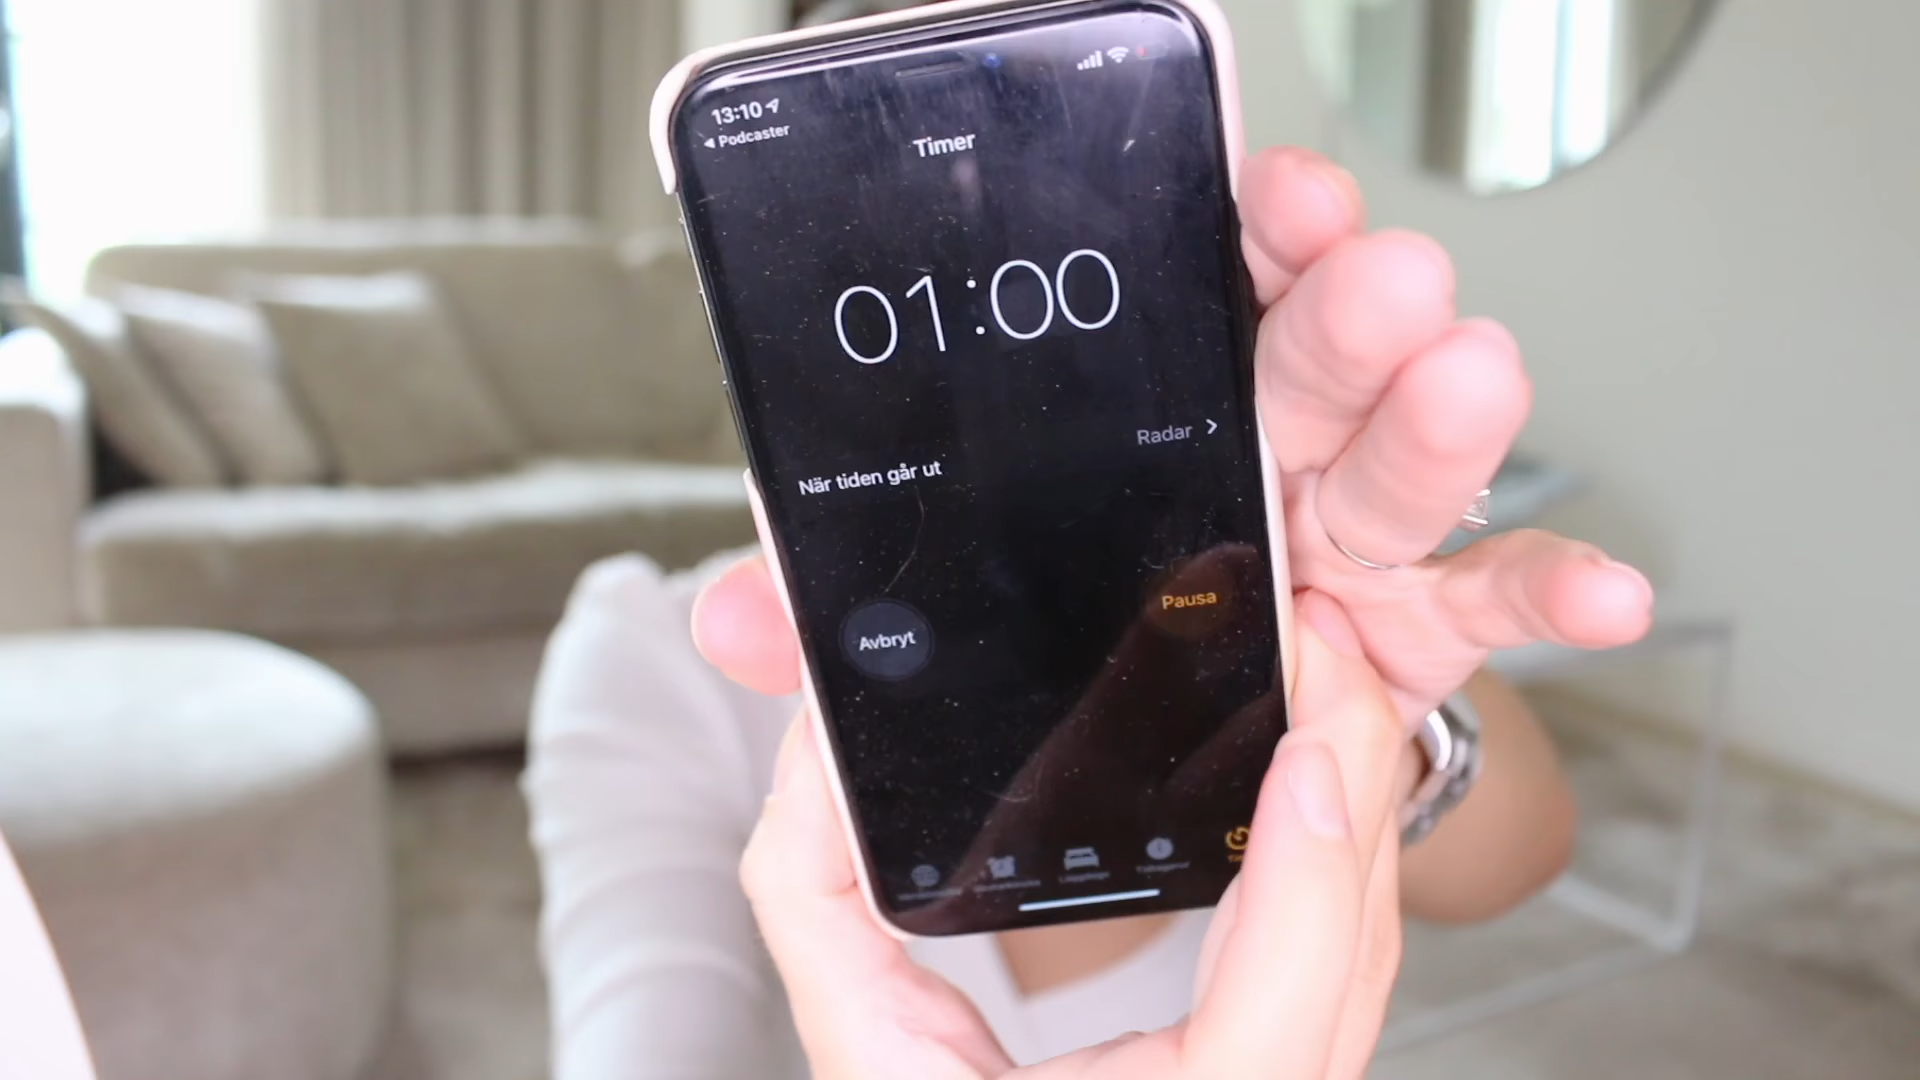 13:10
◀ Podcaster
Timer
01:00
Radar >
När tiden går ut
Avbryt
Pausa